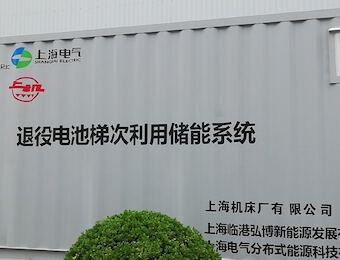 上海电气
SHANGHAI ELECTRIC
退役电池梯次利用储能系统
上海机床厂有限公司
上海临港弘博新能源发展有
上海电气分布式能源科技有